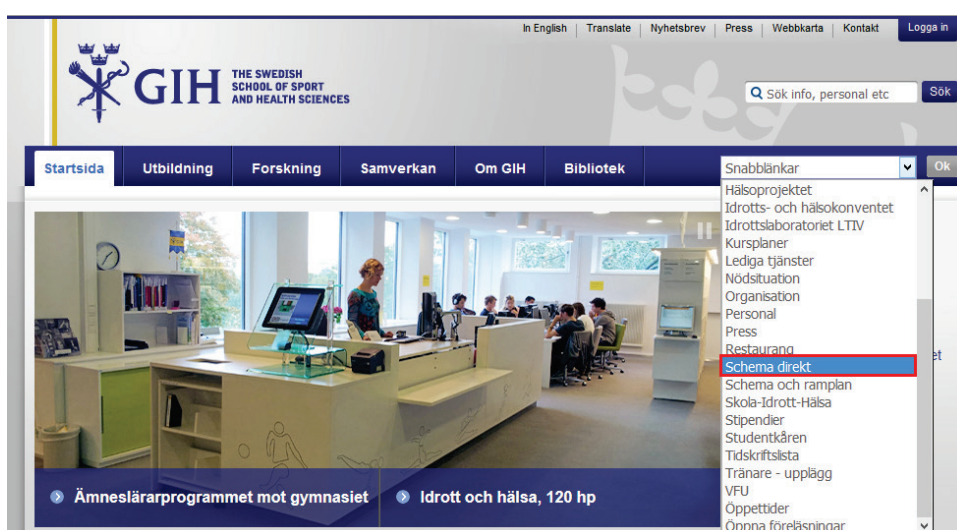 In English | Translate | Nyhetsbrev | Press | Webbkarta | Kontakt
Logga in
GIH
THE SWEDISH
SCHOOL OF SPORT
AND HEALTH SCIENCES
Sök info, personal etc
Sök
Startsida
Utbildning
Forskning
Samverkan
Om GIH
Bibliotek
Snabblänkar
Ok
Hälsoprojektet
Idrotts- och hälsokonventet
Idrottslaboratoriet LTIV
Kursplaner
Lediga tjänster
Nödsituation
Organisation
Personal
Press
Restaurang
Schema direkt
Schema och ramplan
Skola-Idrott-Hälsa
Stipendier
Studentkåren
Tidskriftslista
Tränare - upplägg
VFU
Öppettider
Öppna föreläsningar
et
Ämneslärarprogrammet mot gymnasiet
Idrott och hälsa, 120 hp